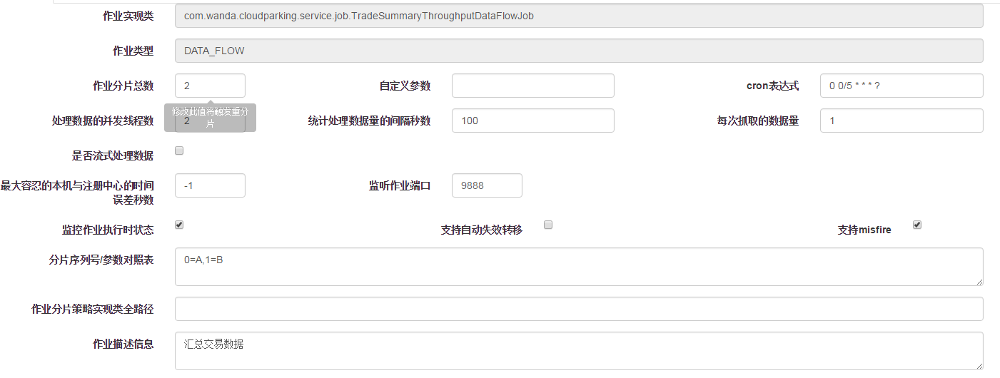 作业实现类 com.wanda.cloudparking.service.job.TradeSummaryThroughputDataFlowJob
作业类型 DATA_FLOW
作业分片总数 2 自定义参数 cron表达式 0 0/5 * * * ?
修改此值将触发重分
片
处理数据的并发线程数 2 统计处理数据量的间隔秒数 100 每次抓取的数据量 1
是否流式处理数据
最大容忍的本机与注册中心的时间
误差秒数 -1 监听作业端口 9888
监控作业执行时状态 支持自动失效转移 支持misfire
分片序列号/参数对照表 0=A,1=B
作业分片策略实现类全路径
作业描述信息 汇总交易数据